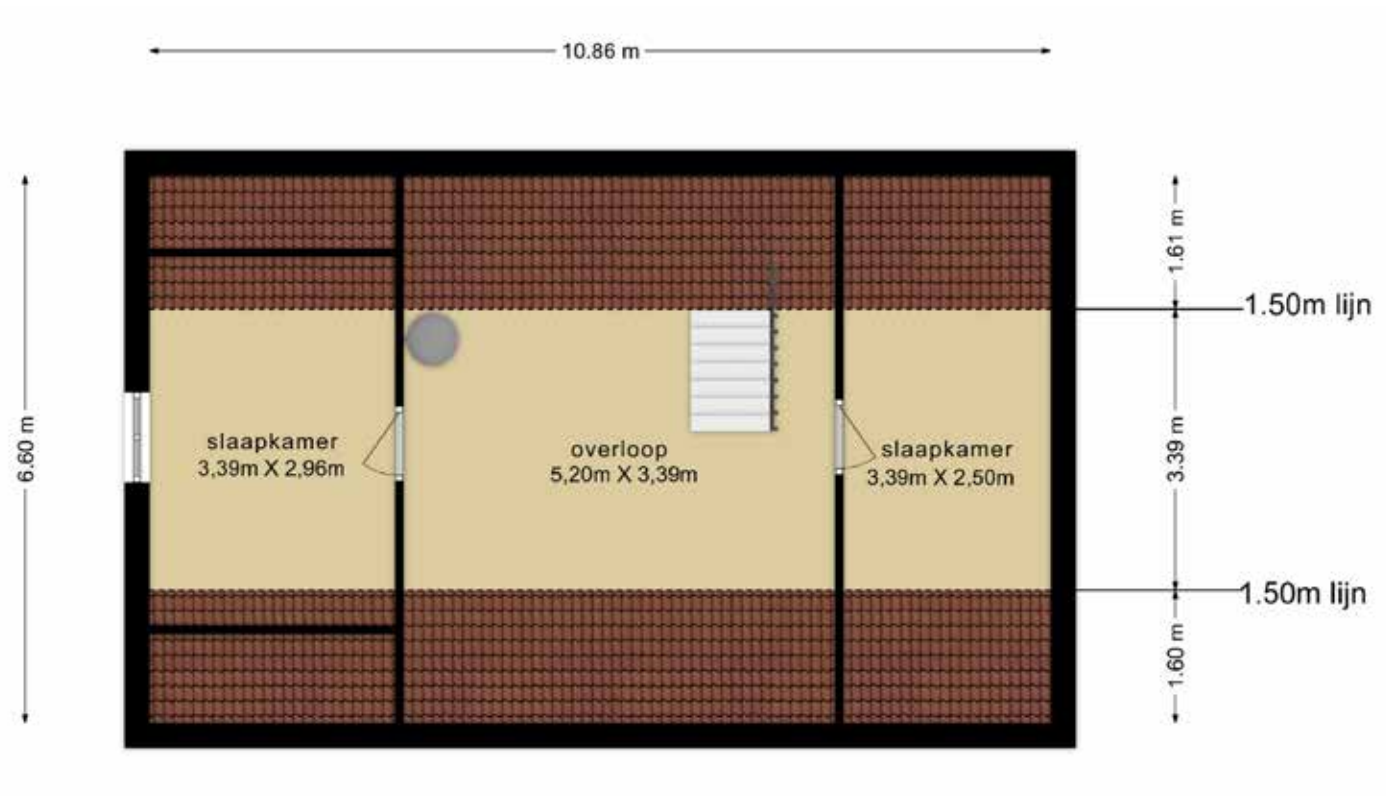 10.86 m
1.61 m
1.50m lijn
6.60 m
3.39 m
slaapkamer
3,39m X 2,96m
overloop
5,20m X 3,39m
slaapkamer
3,39m X 2,50m
1.50m lijn
1.60 m